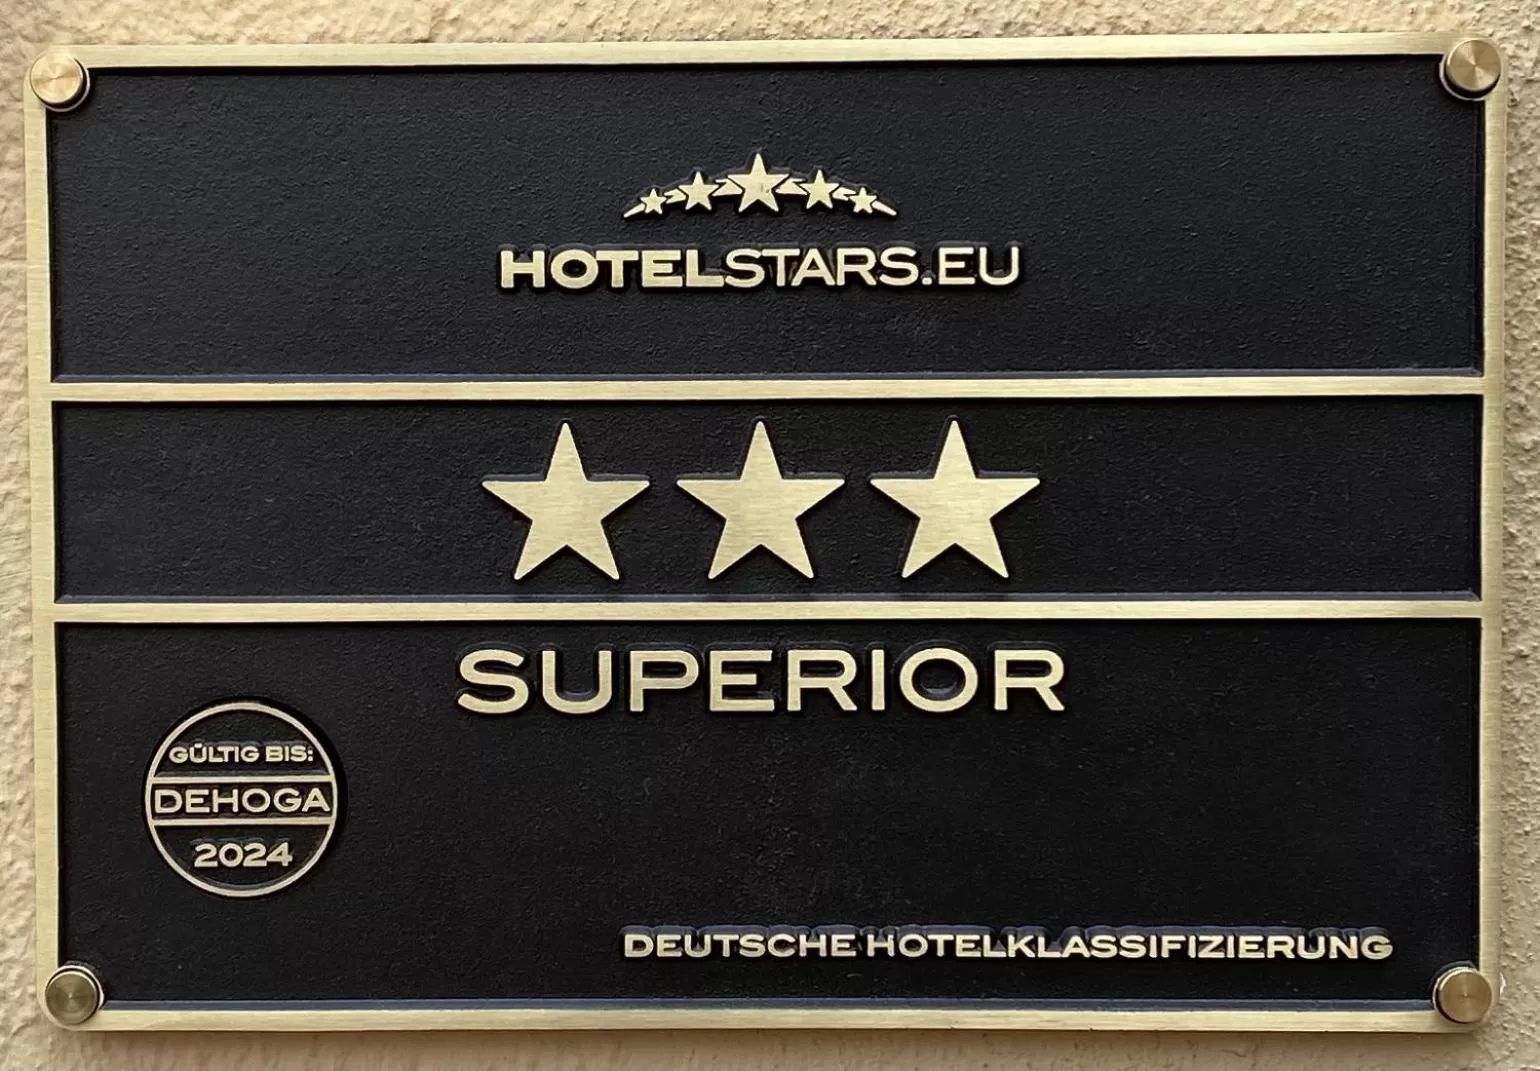 HOTELSTARS.EU
SUPERIOR
GÜLTIG BIS:
DEHOGA
2024
DEUTSCHE HOTELKLASSIFIZIERUNG